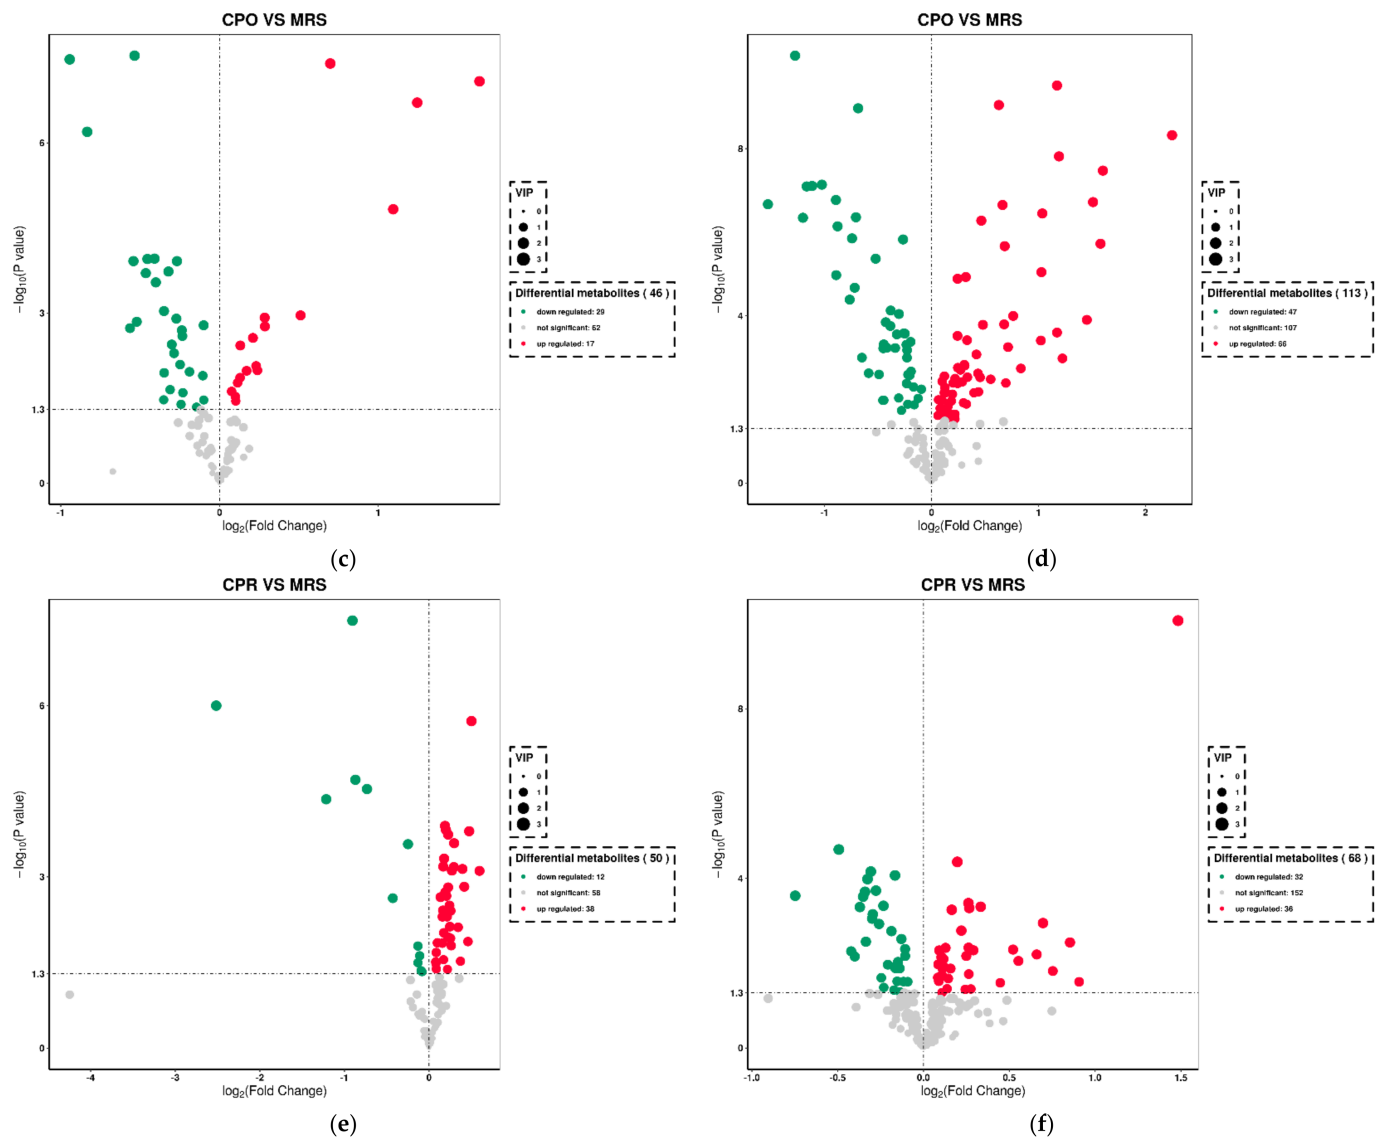 CPO VS MRS
6
3
1.3
0
−log10(P value)
-1
0
1
log2(Fold Change)
VIP
0
1
2
3
Differential metabolites ( 46 )
down regulated: 29
not significant: 62
up regulated: 17
(c)
CPO VS MRS
8
4
1.3
0
−log10(P value)
-1
0
1
2
log2(Fold Change)
VIP
0
1
2
3
Differential metabolites ( 113 )
down regulated: 47
not significant: 107
up regulated: 66
(d)
CPR VS MRS
6
3
1.3
0
−log10(P value)
-4
-3
-2
-1
0
log2(Fold Change)
VIP
0
1
2
3
Differential metabolites ( 50 )
down regulated: 12
not significant: 58
up regulated: 38
(e)
CPR VS MRS
8
4
1.3
0
−log10(P value)
-1.0
-0.5
0.0
0.5
1.0
1.5
log2(Fold Change)
VIP
0
1
2
3
Differential metabolites ( 68 )
down regulated: 32
not significant: 152
up regulated: 36
(f)